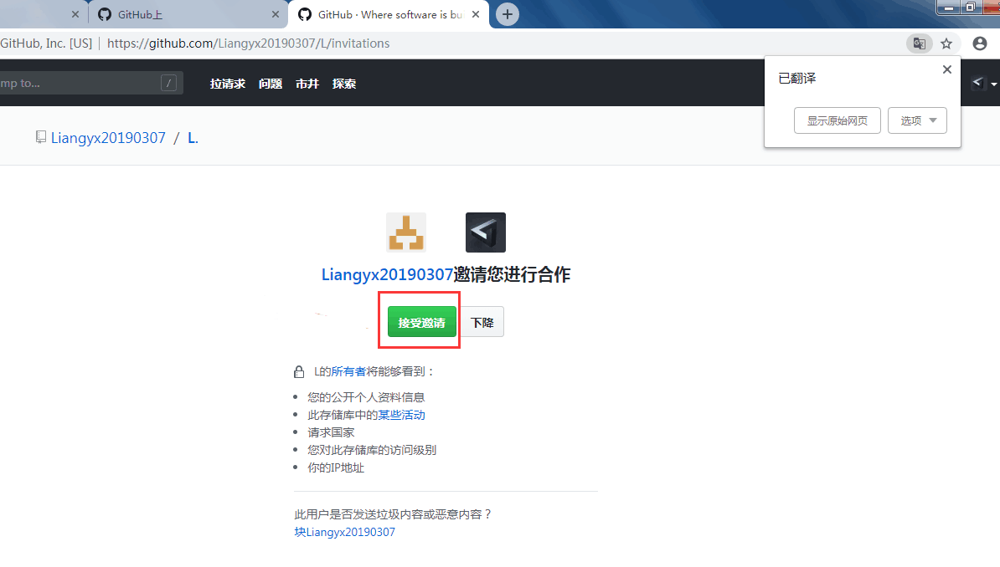 GitHub上
GitHub · Where software is bu
GitHub, Inc. [US] | https://github.com/Liangyx20190307/L/invitations
mp to...
/
拉请求 问题 市井 探索
已翻译
显示原始网页 选项
Liangyx20190307 / L.
Liangyx20190307邀请您进行合作
接受邀请 下降
L的所有者将能够看到：
您的公开个人资料信息
此存储库中的某些活动
请求国家
您对此存储库的访问级别
你的IP地址
此用户是否发送垃圾内容或恶意内容？
块Liangyx20190307